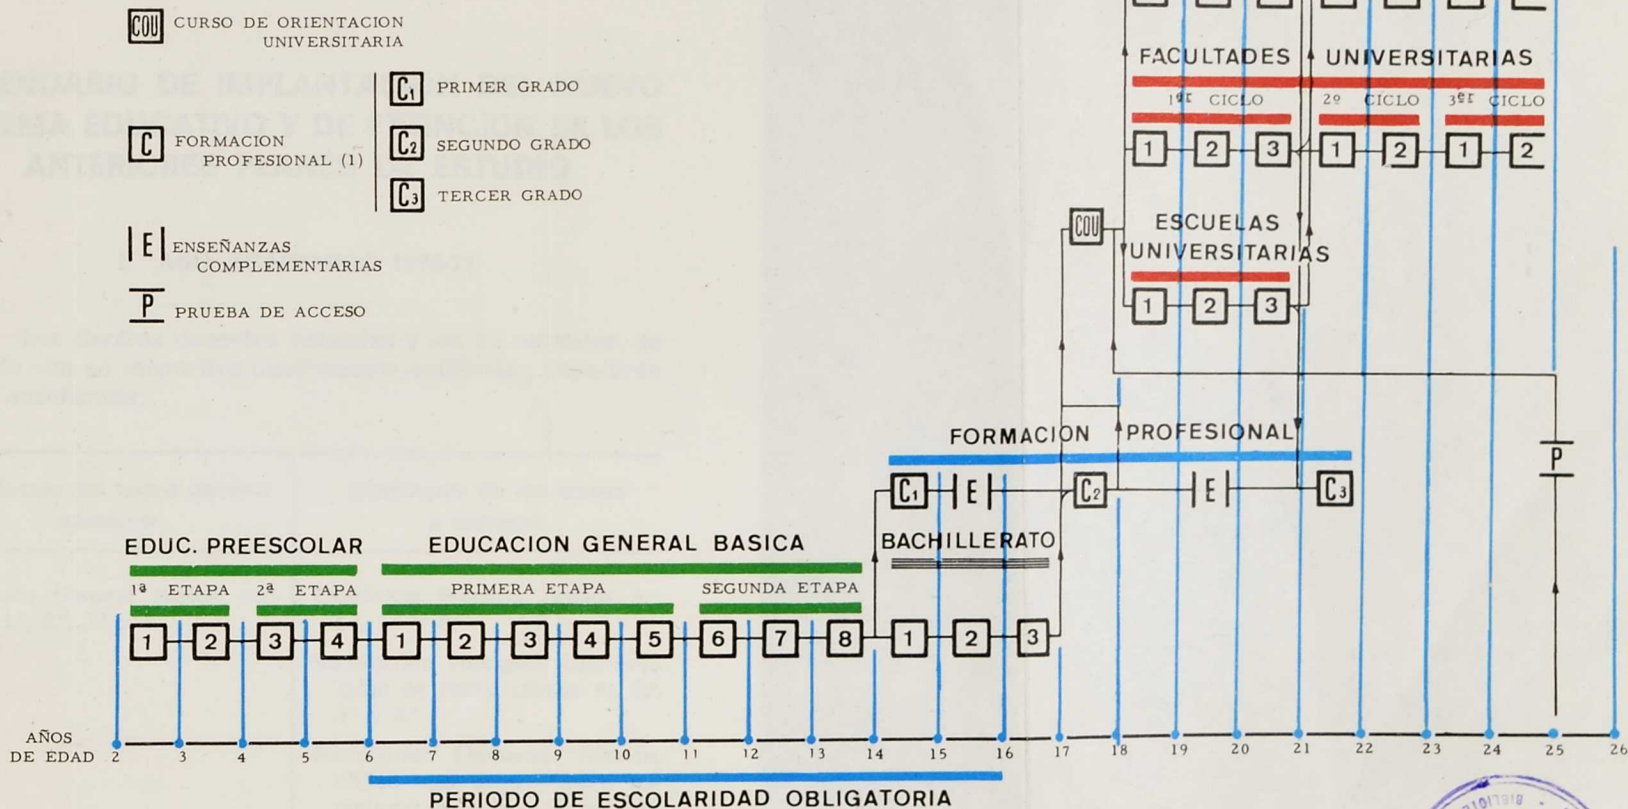 COU CURSO DE ORIENTACION
UNIVERSITARIA
C FORMACION
PROFESIONAL (1)
C1 PRIMER GRADO
C2 SEGUNDO GRADO
C3 TERCER GRADO
E ENSEÑANZAS
COMPLEMENTARIAS
P PRUEBA DE ACCESO
FACULTADES UNIVERSITARIAS
1er CICLO 2º CICLO 3er CICLO
1 2 3 1 2 1 2
COU
ESCUELAS
UNIVERSITARIAS
1 2 3
FORMACION PROFESIONAL
C1 E C2 E C3
P
EDUC. PREESCOLAR EDUCACION GENERAL BASICA BACHILLERATO
1ª ETAPA 2ª ETAPA PRIMERA ETAPA SEGUNDA ETAPA
1 2 3 4 1 2 3 4 5 6 7 8 1 2 3
AÑOS
DE EDAD 2 3 4 5 6 7 8 9 10 11 12 13 14 15 16 17 18 19 20 21 22 23 24 25 26
PERIODO DE ESCOLARIDAD OBLIGATORIA